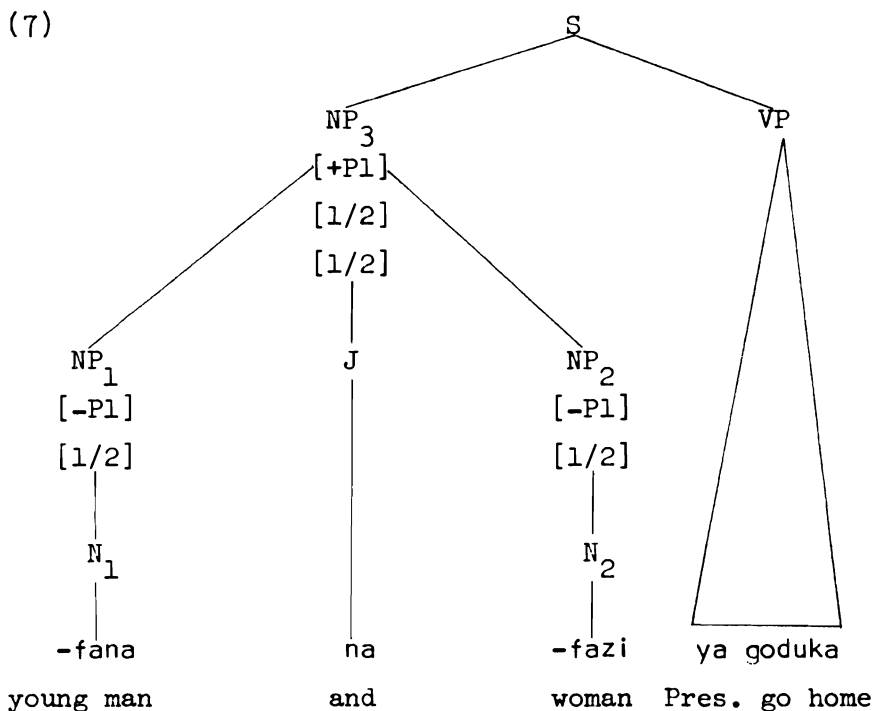 (7)
S
NP3 VP
[+Pl]
[1/2]
[1/2]
NP1 J NP2
[-Pl] [-Pl]
[1/2] [1/2]
N1 N2
-fana na -fazi ya goduka
young man and woman Pres. go home